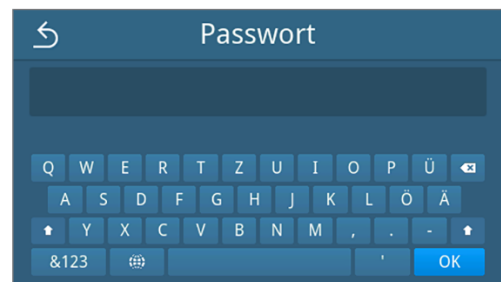 Passwort
Q W E R T Z U I O P Ü
A S D F G H J K L Ö Ä
Y X C V B N M , . -
&123 ' OK